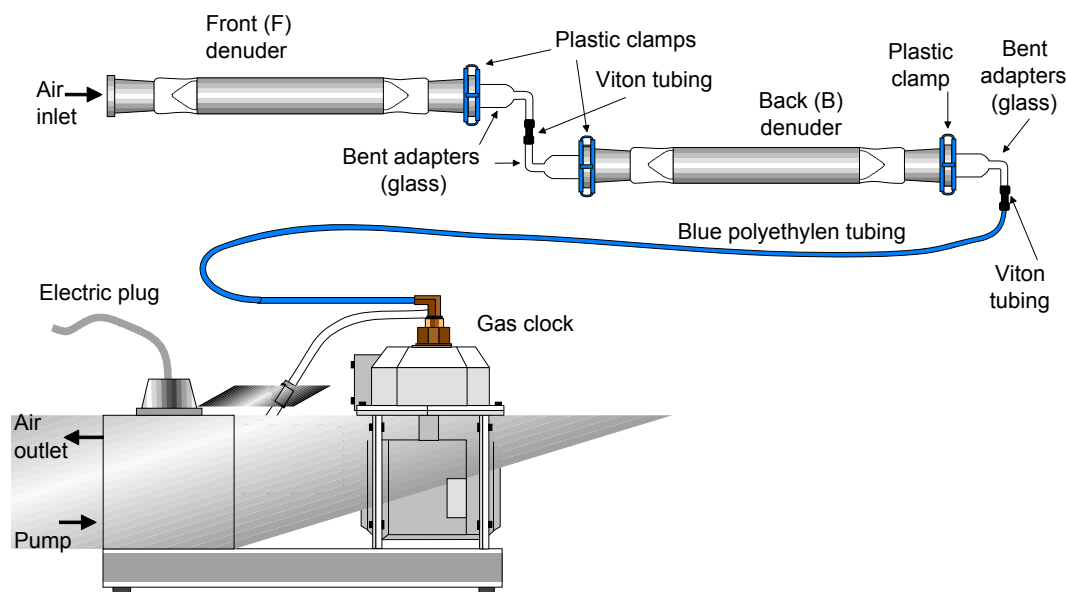 Front (F)
denuder
Plastic clamps
Viton tubing
Plastic
clamp
Bent
adapters
(glass)
Air
inlet
Back (B)
denuder
Bent adapters
(glass)
Blue polyethylen tubing
Viton
tubing
Electric plug
Gas clock
Air
outlet
Pump